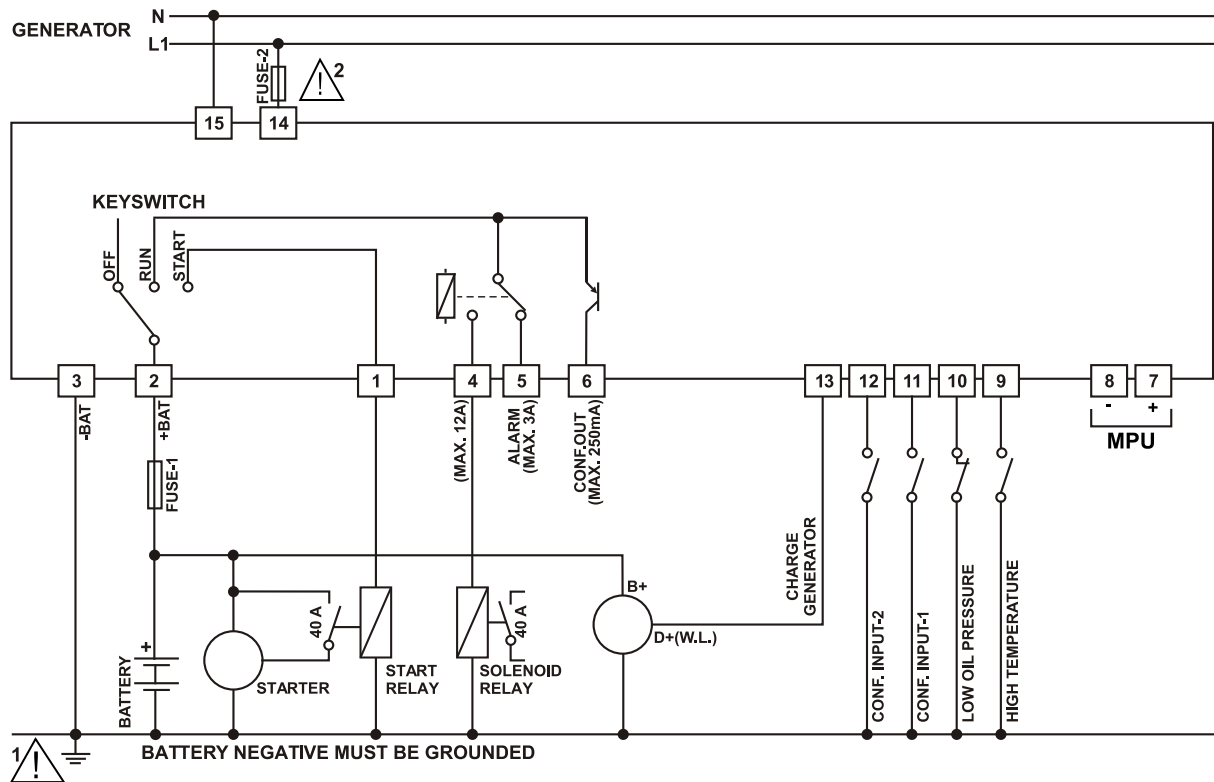 GENERATOR
N
L1
FUSE-2
! 2
15
14
KEYSWITCH
OFF
RUN
START
3
2
1
4
5
6
13
12
11
10
9
8
7
-BAT
+BAT
(MAX. 12A)
ALARM
(MAX. 3A)
CONF.OUT
(MAX. 250mA)
- +
MPU
FUSE-1
CHARGE
GENERATOR
B+
D+(W.L.)
40 A
40 A
+
BATTERY
STARTER
START
RELAY
SOLENOID
RELAY
CONF. INPUT-2
CONF. INPUT-1
LOW OIL PRESSURE
HIGH TEMPERATURE
1 !
BATTERY NEGATIVE MUST BE GROUNDED